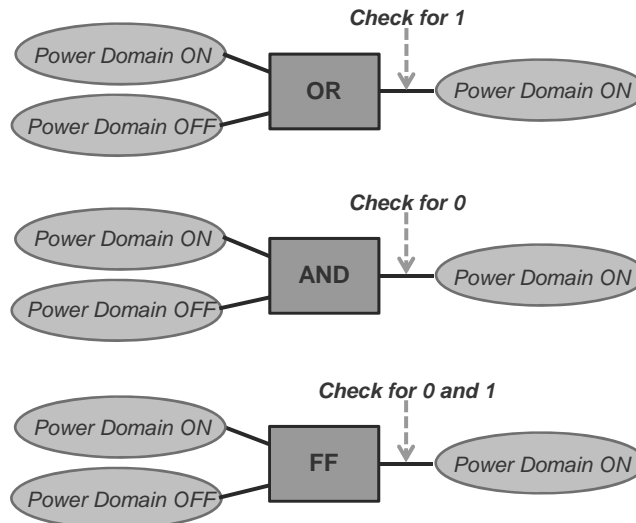 Check for 1
Power Domain ON
OR
Power Domain ON
Power Domain OFF
Check for 0
Power Domain ON
AND
Power Domain ON
Power Domain OFF
Check for 0 and 1
Power Domain ON
FF
Power Domain ON
Power Domain OFF